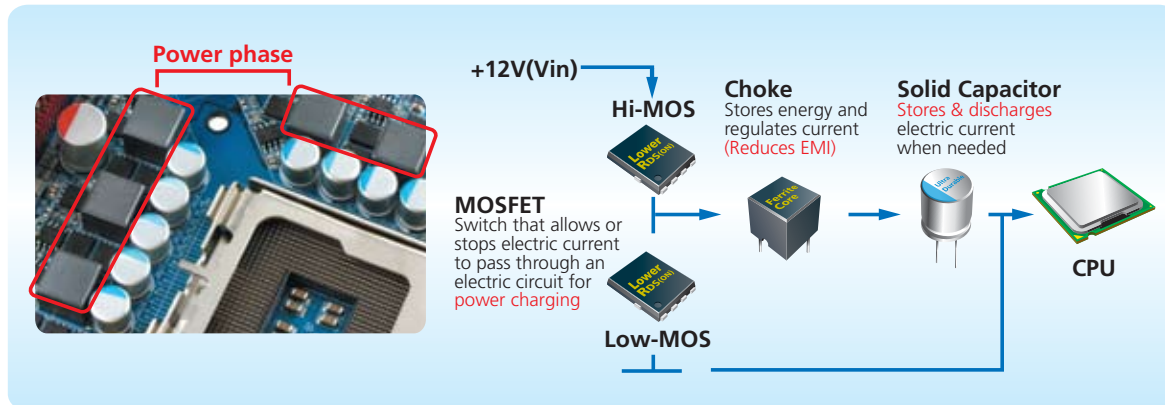 Power phase
+12V(Vin)
Hi-MOS
Lower
RDS(ON)
MOSFET
Switch that allows or
stops electric current
to pass through an
electric circuit for
power charging
Lower
RDS(ON)
Low-MOS
Choke
Stores energy and
regulates current
(Reduces EMI)
Ferrite
Core
Solid Capacitor
Stores & discharges
electric current
when needed
Ultra
Durable
CPU